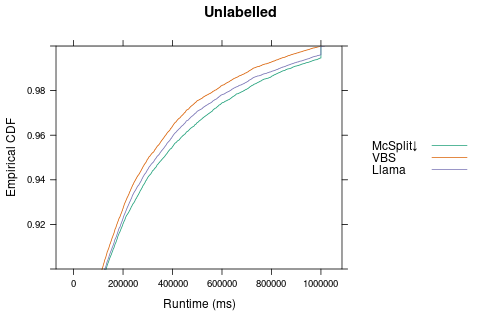 Unlabelled
0.98
0.96
0.94
0.92
Empirical CDF
0 200000 400000 600000 800000 1000000
Runtime (ms)
McSplit↓
VBS
Llama